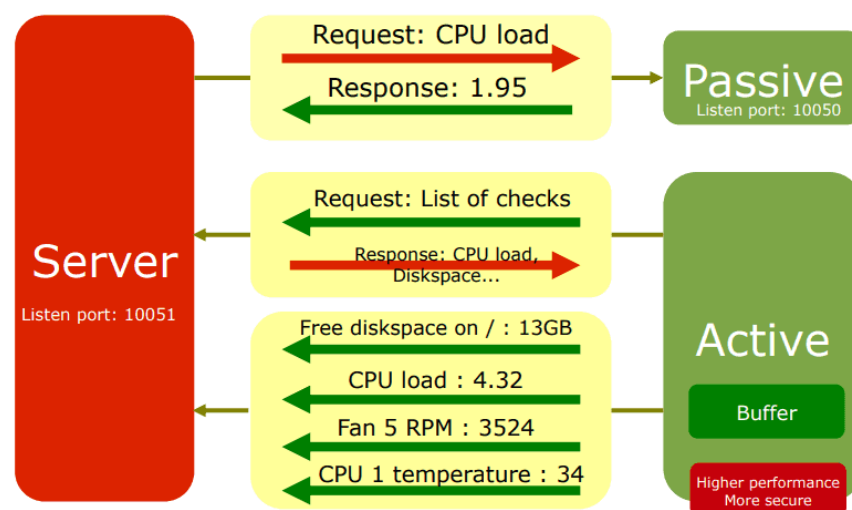 Request: CPU load
Response: 1.95
Passive
Listen port: 10050
Server
Listen port: 10051
Request: List of checks
Response: CPU load,
Diskspace...
Free diskspace on / : 13GB
CPU load : 4.32
Fan 5 RPM : 3524
CPU 1 temperature : 34
Active
Buffer
Higher performance
More secure